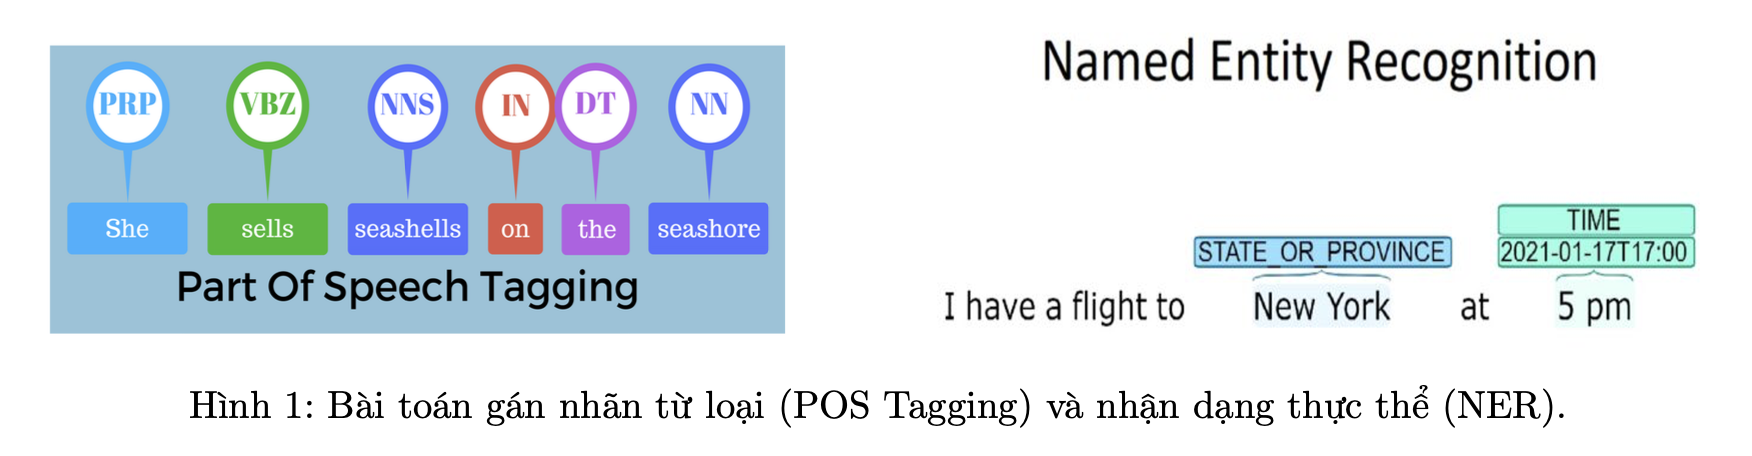 PRP VBZ NNS IN DT NN
She sells seashells on the seashore
Part Of Speech Tagging
Named Entity Recognition
TIME
STATE_OR_PROVINCE 2021-01-17T17:00
I have a flight to New York at 5 pm
Hình 1: Bài toán gán nhãn từ loại (POS Tagging) và nhận dạng thực thể (NER).